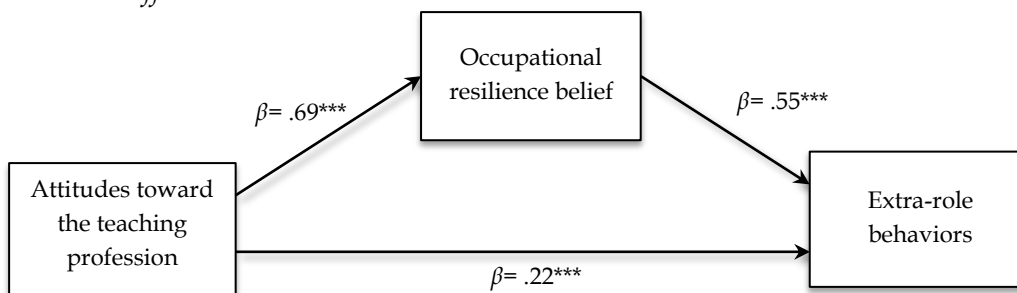 Occupational
resilience belief
β= .69***
β= .55***
Attitudes toward
the teaching
profession
Extra-role
behaviors
β= .22***